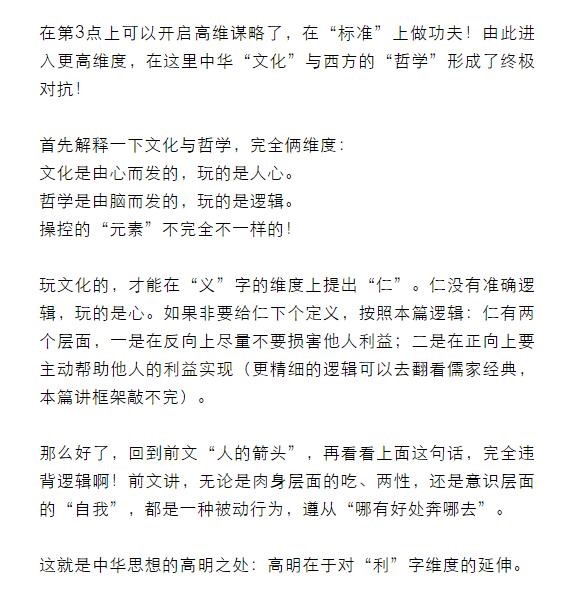 在第3点上可以开启高维谋略了，在“标准”上做功夫！由此进
入更高维度，在这里中华“文化”与西方的“哲学”形成了终极
对抗！
首先解释一下文化与哲学，完全俩维度：
文化是由心而发的，玩的是人心。
哲学是由脑而发的，玩的是逻辑。
操控的“元素”不完全不一样的！
玩文化的，才能在“义”字的维度上提出“仁”。仁没有准确逻
辑，玩的是心。如果非要给仁下个定义，按照本篇逻辑：仁有两
个层面，一是在反向上尽量不要损害他人利益；二是在正向上要
主动帮助他人的利益实现（更精细的逻辑可以去翻看儒家经典，
本篇讲框架敲不完）。
那么好了，回到前文“人的箭头”，再看看上面这句话，完全违
背逻辑啊！前文讲，无论是肉身层面的吃、两性，还是意识层面
的“自我”，都是一种被动行为，遵从“哪有好处奔哪去”。
这就是中华思想的高明之处：高明在于对“利”字维度的延伸。